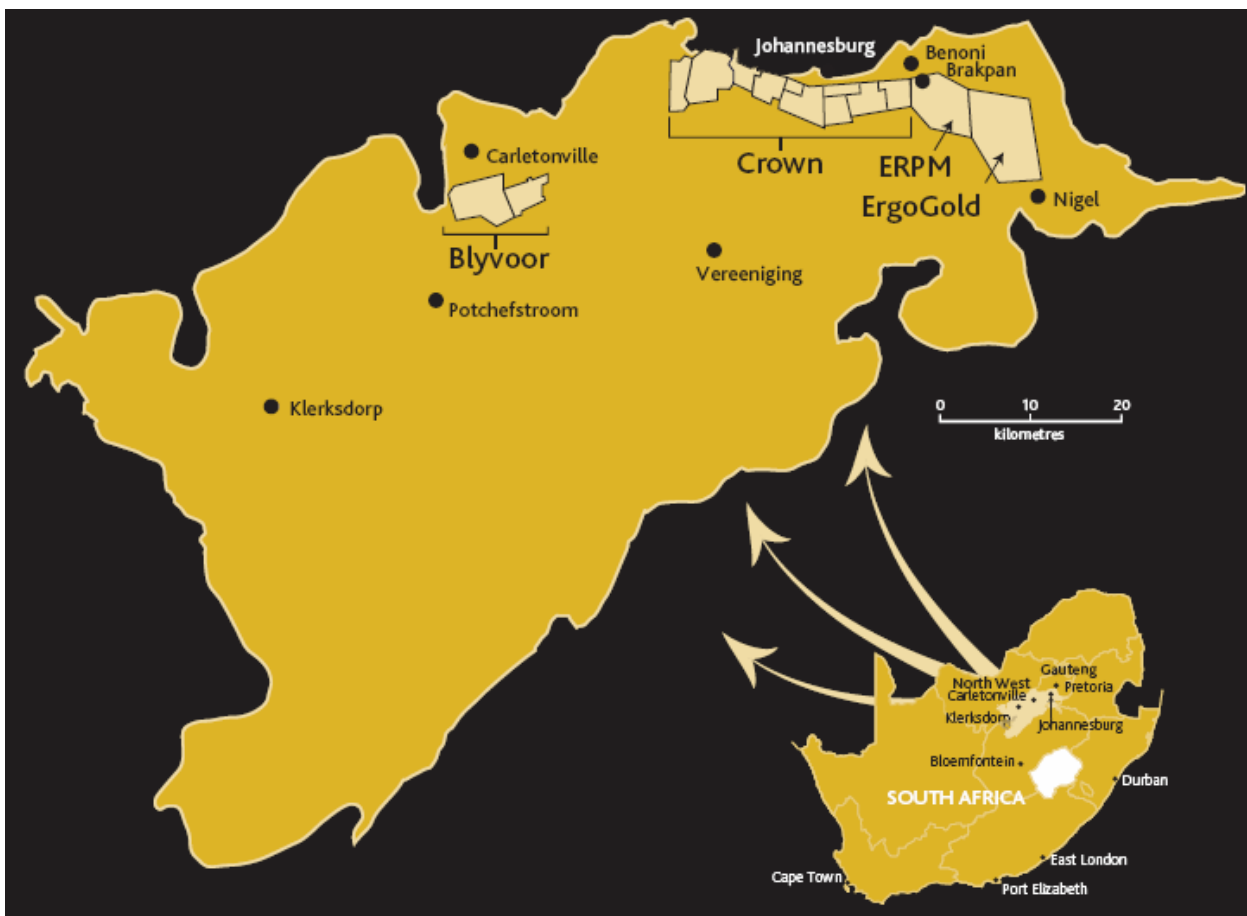 Johannesburg
Benoni
Brakpan
Carletonville
Crown
ERPM
ErgoGold
Nigel
Blyvoor
Vereeniging
Potchefstroom
Klerksdorp
0 10 20
kilometres
Gauteng
North West
Pretoria
Carletonville
Klerksdorp
Johannesburg
Bloemfontein
Durban
SOUTH AFRICA
East London
Cape Town
Port Elizabeth